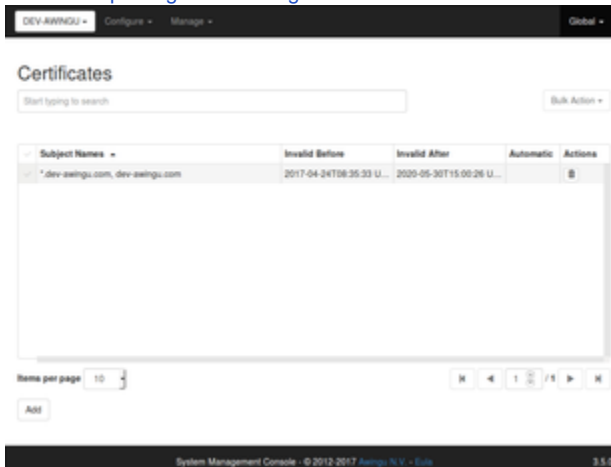 DEV-AWINGU Configure Manage Global
Certificates
Start typing to search Bulk Action
Subject Names Invalid Before Invalid After Automatic Actions
*.dev-awingu.com, dev-awingu.com 2017-04-24T08:35:33 U... 2020-05-30T15:00:26 U...
Items per page 10 1 / 1
Add
System Management Console - © 2012-2017 Awingu N.V. - Eula 3.5